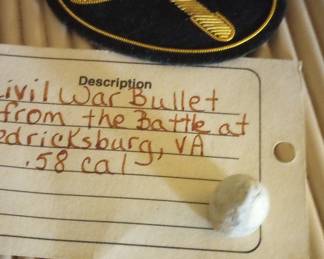 Description
ivil War Bullet
from the Battle at
edricksburg, VA
.58 cal